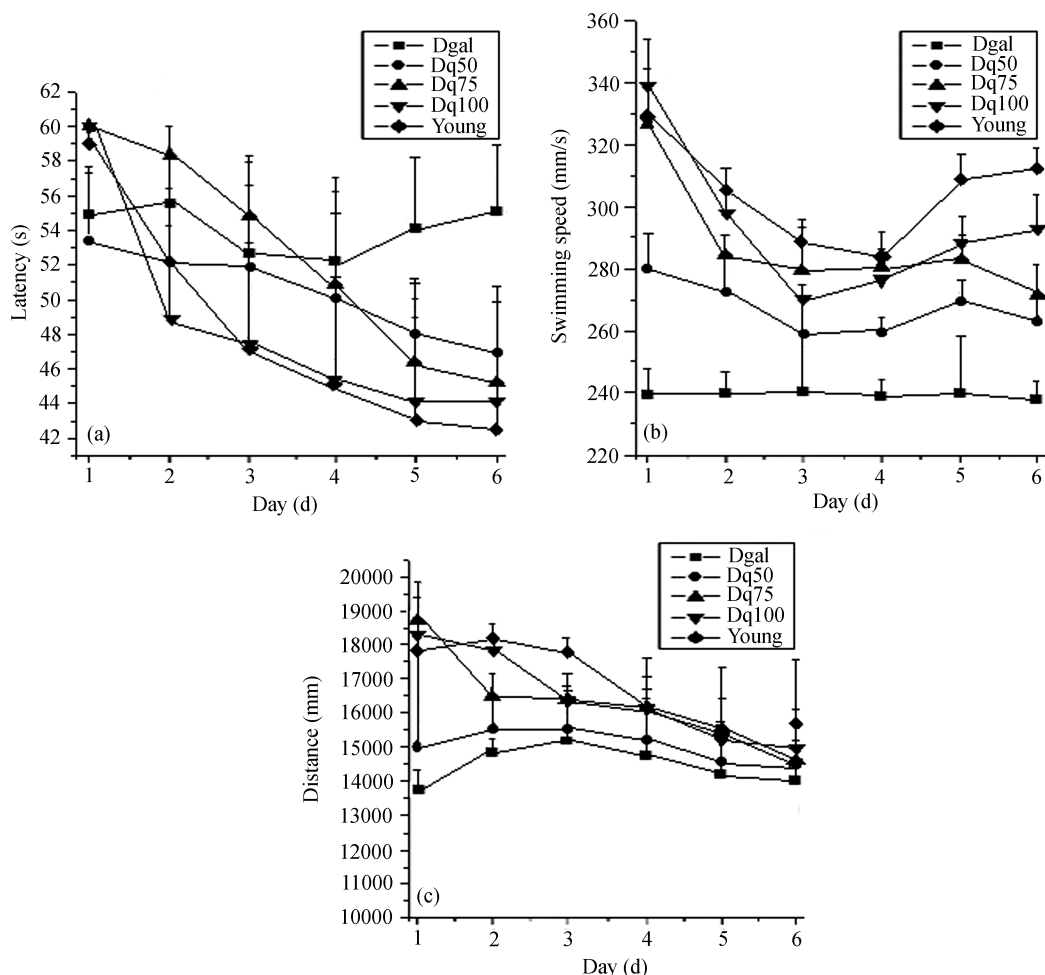 Dgal
Dq50
Dq75
Dq100
Young
62
60
58
56
54
52
50
48
46
44
42
Latency (s)
(a)
1 2 3 4 5 6
Day (d)
Dgal
Dq50
Dq75
Dq100
Young
360
340
320
300
280
260
240
220
Swimming speed (mm/s)
(b)
1 2 3 4 5 6
Day (d)
Dgal
Dq50
Dq75
Dq100
Young
20000
19000
18000
17000
16000
15000
14000
13000
12000
11000
10000
Distance (mm)
(c)
1 2 3 4 5 6
Day (d)